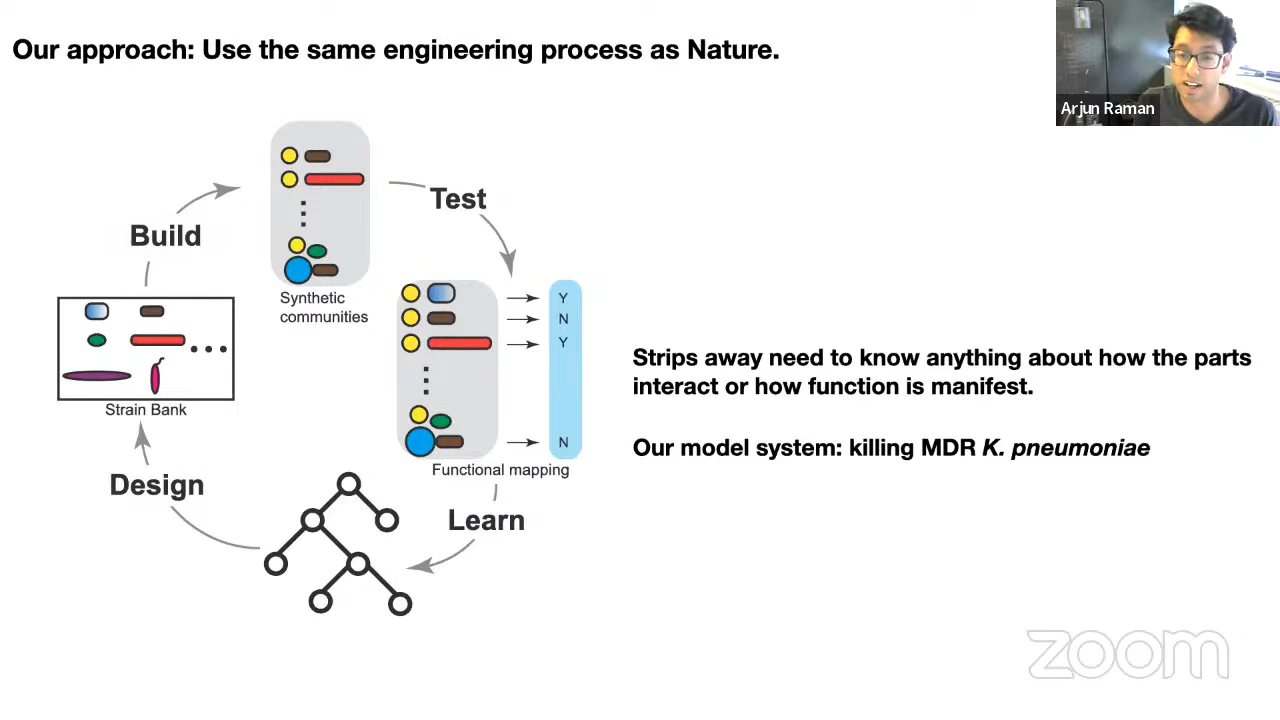 Our approach: Use the same engineering process as Nature.
Arjun Raman
Test
Build
Synthetic
communities
Y
N
Y
Strips away need to know anything about how the parts
interact or how function is manifest.
Strain Bank
N
Our model system: killing MDR K. pneumoniae
Functional mapping
Design
Learn
zoom